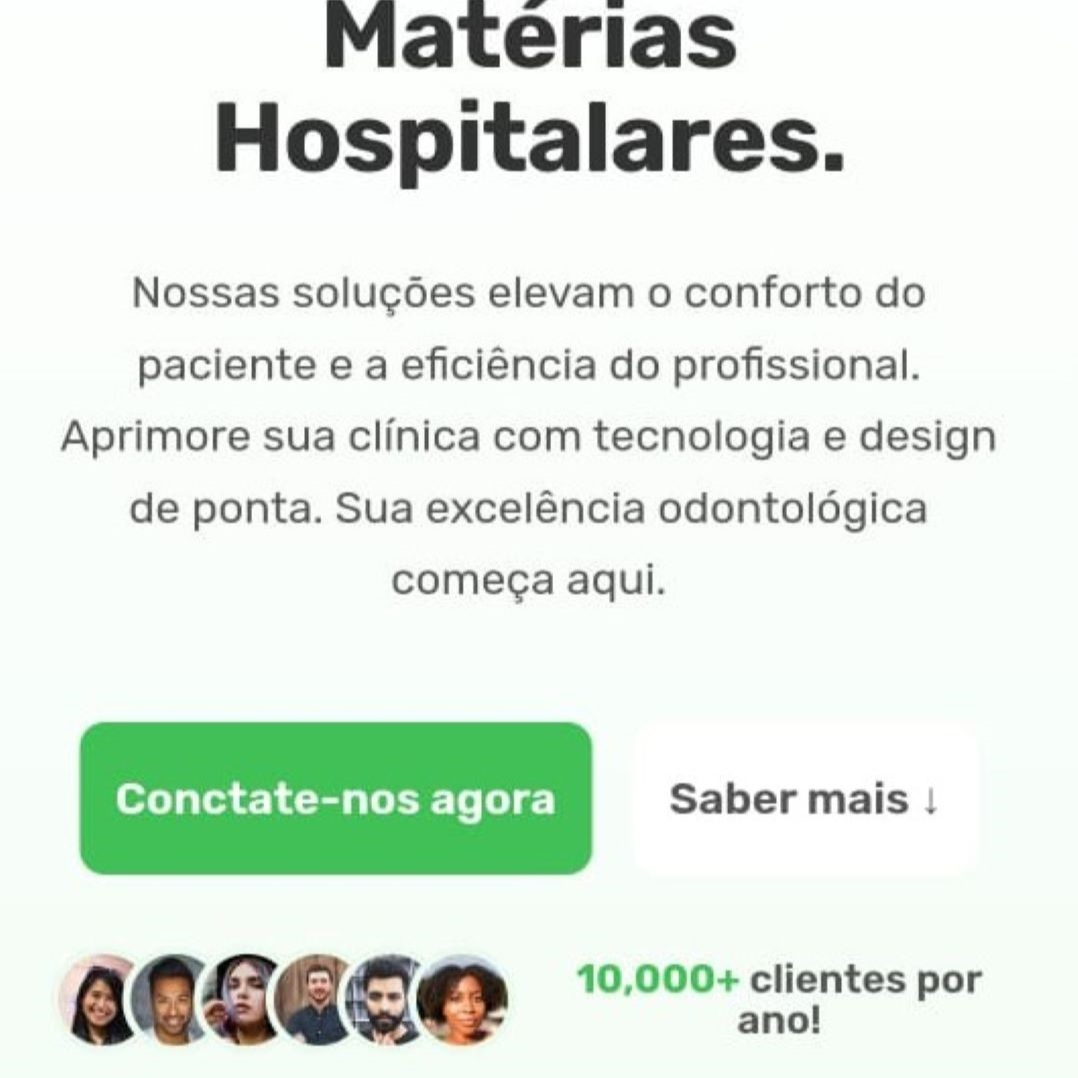 Matérias
Hospitalares.
Nossas soluções elevam o conforto do
paciente e a eficiência do profissional.
Aprimore sua clínica com tecnologia e design
de ponta. Sua excelência odontológica
começa aqui.
Conctate-nos agora
Saber mais ↓
10,000+ clientes por
ano!